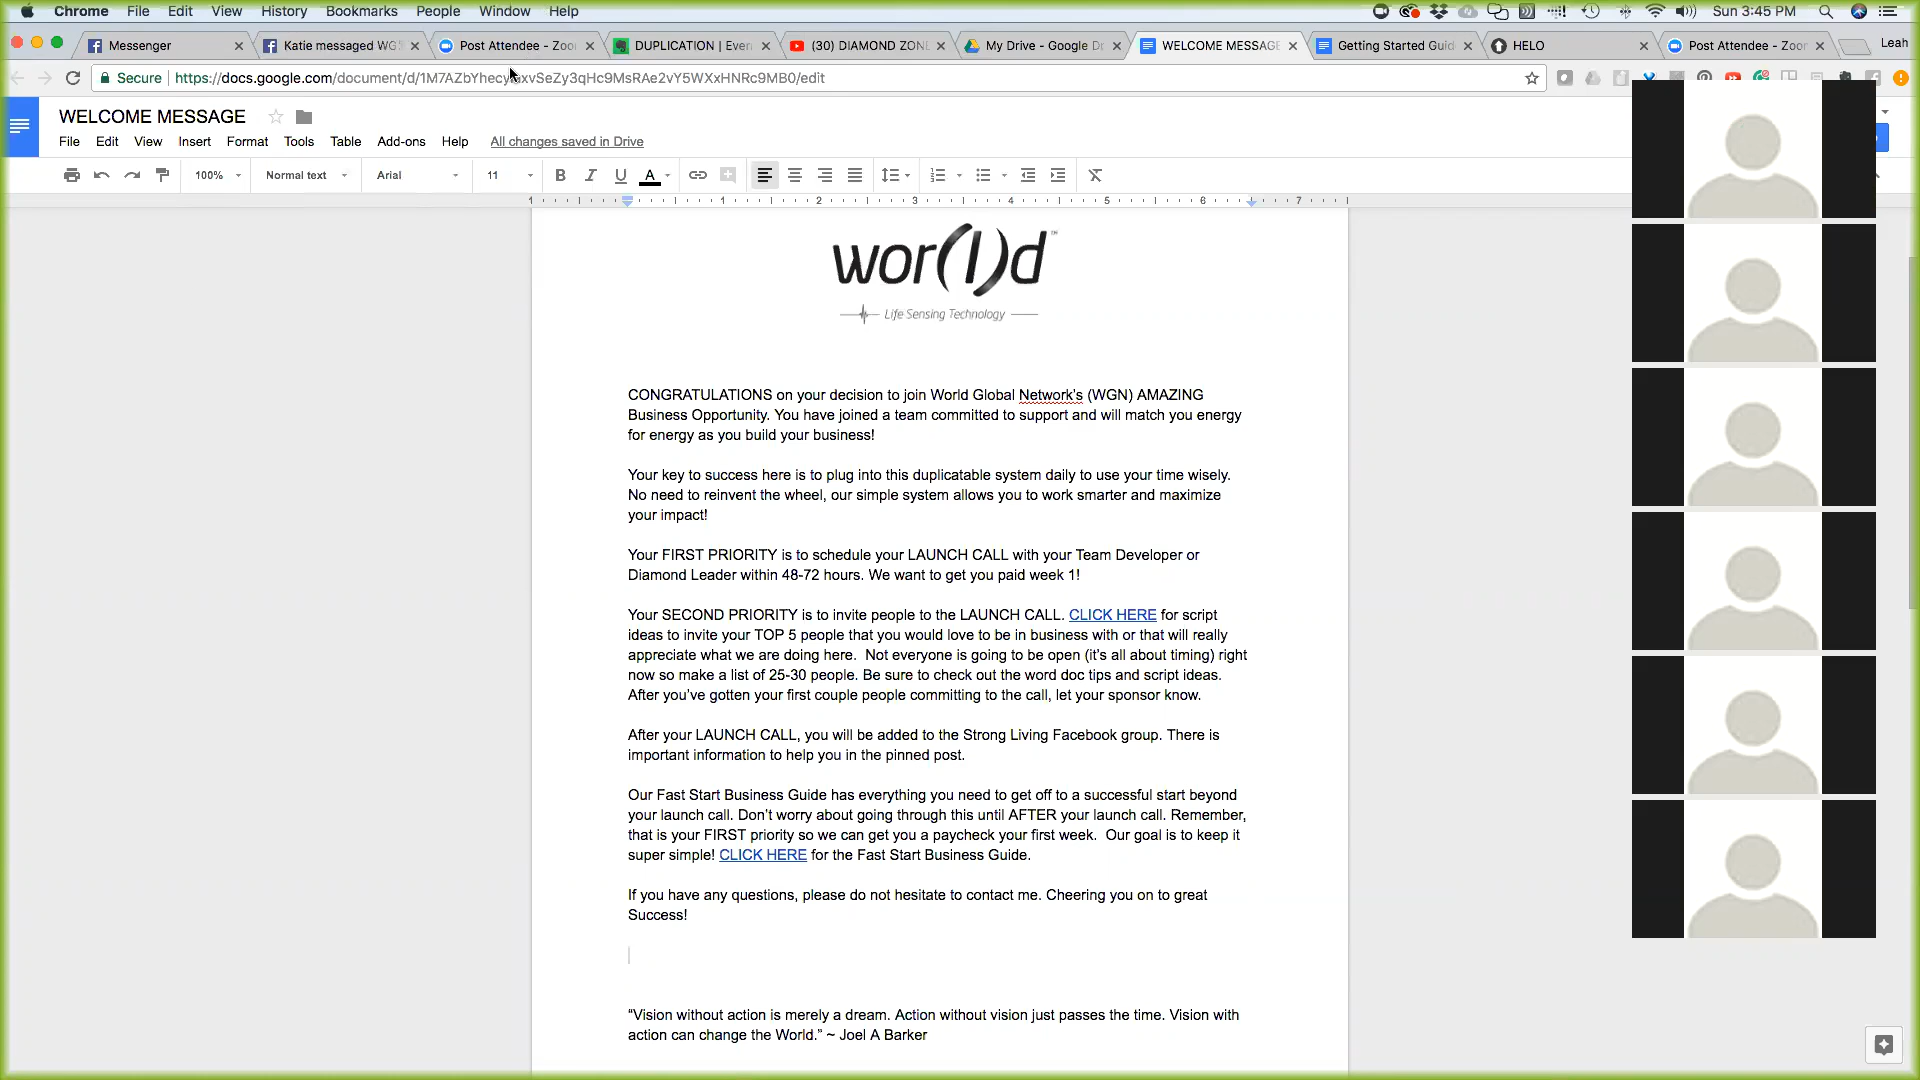 Chrome File Edit View History Bookmarks People Window Help
Sun 3:45 PM
Messenger
Katie messaged WG
Post Attendee - Zoo
DUPLICATION | Ever
(30) DIAMOND ZON
My Drive - Google D
WELCOME MESSAGE
Getting Started Guid
HELO
Post Attendee - Zoor
Leah
Secure
WELCOME MESSAGE
File Edit View Insert Format Tools Table Add-ons Help All changes saved in Drive
100% Normal text Arial 11 B I U A
1 1 2 3 4 5 6 7
wor(l)d™
Life Sensing Technology
CONGRATULATIONS on your decision to join World Global Network's (WGN) AMAZING
Business Opportunity. You have joined a team committed to support and will match you energy
for energy as you build your business!
Your key to success here is to plug into this duplicatable system daily to use your time wisely.
No need to reinvent the wheel, our simple system allows you to work smarter and maximize
your impact!
Your FIRST PRIORITY is to schedule your LAUNCH CALL with your Team Developer or
Diamond Leader within 48-72 hours. We want to get you paid week 1!
Your SECOND PRIORITY is to invite people to the LAUNCH CALL. CLICK HERE for script
ideas to invite your TOP 5 people that you would love to be in business with or that will really
appreciate what we are doing here.  Not everyone is going to be open (it's all about timing) right
now so make a list of 25-30 people. Be sure to check out the word doc tips and script ideas.
After you've gotten your first couple people committing to the call, let your sponsor know.
After your LAUNCH CALL, you will be added to the Strong Living Facebook group. There is
important information to help you in the pinned post.
Our Fast Start Business Guide has everything you need to get off to a successful start beyond
your launch call. Don't worry about going through this until AFTER your launch call. Remember,
that is your FIRST priority so we can get you a paycheck your first week.  Our goal is to keep it
super simple! CLICK HERE for the Fast Start Business Guide.
If you have any questions, please do not hesitate to contact me. Cheering you on to great
Success!
“Vision without action is merely a dream. Action without vision just passes the time. Vision with
action can change the World.” ~ Joel A Barker